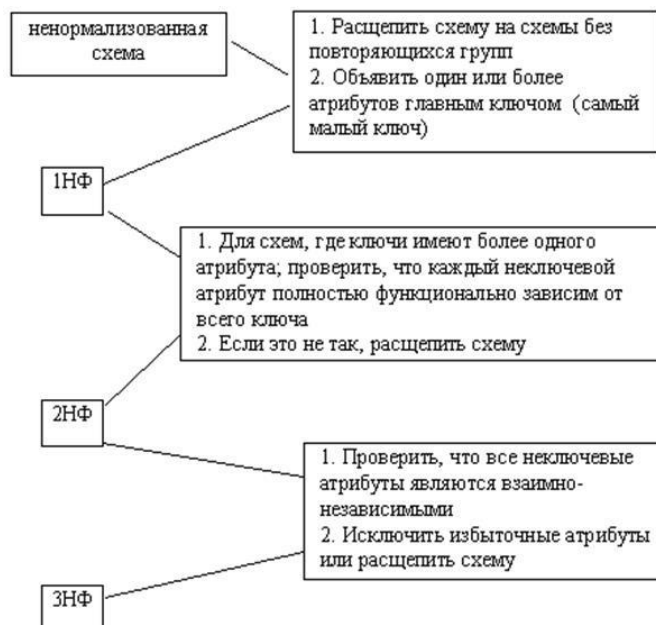 ненормализованная
схема
1. Расщепить схему на схемы без
повторяющихся групп
2. Объявить один или более
атрибутов главным ключом (самый
малый ключ)
1НФ
1. Для схем, где ключи имеют более одного
атрибута; проверить, что каждый неключевой
атрибут полностью функционально зависим от
всего ключа
2. Если это не так, расщепить схему
2НФ
1. Проверить, что все неключевые
атрибуты являются взаимно-
независимыми
2. Исключить избыточные атрибуты
или расщепить схему
3НФ